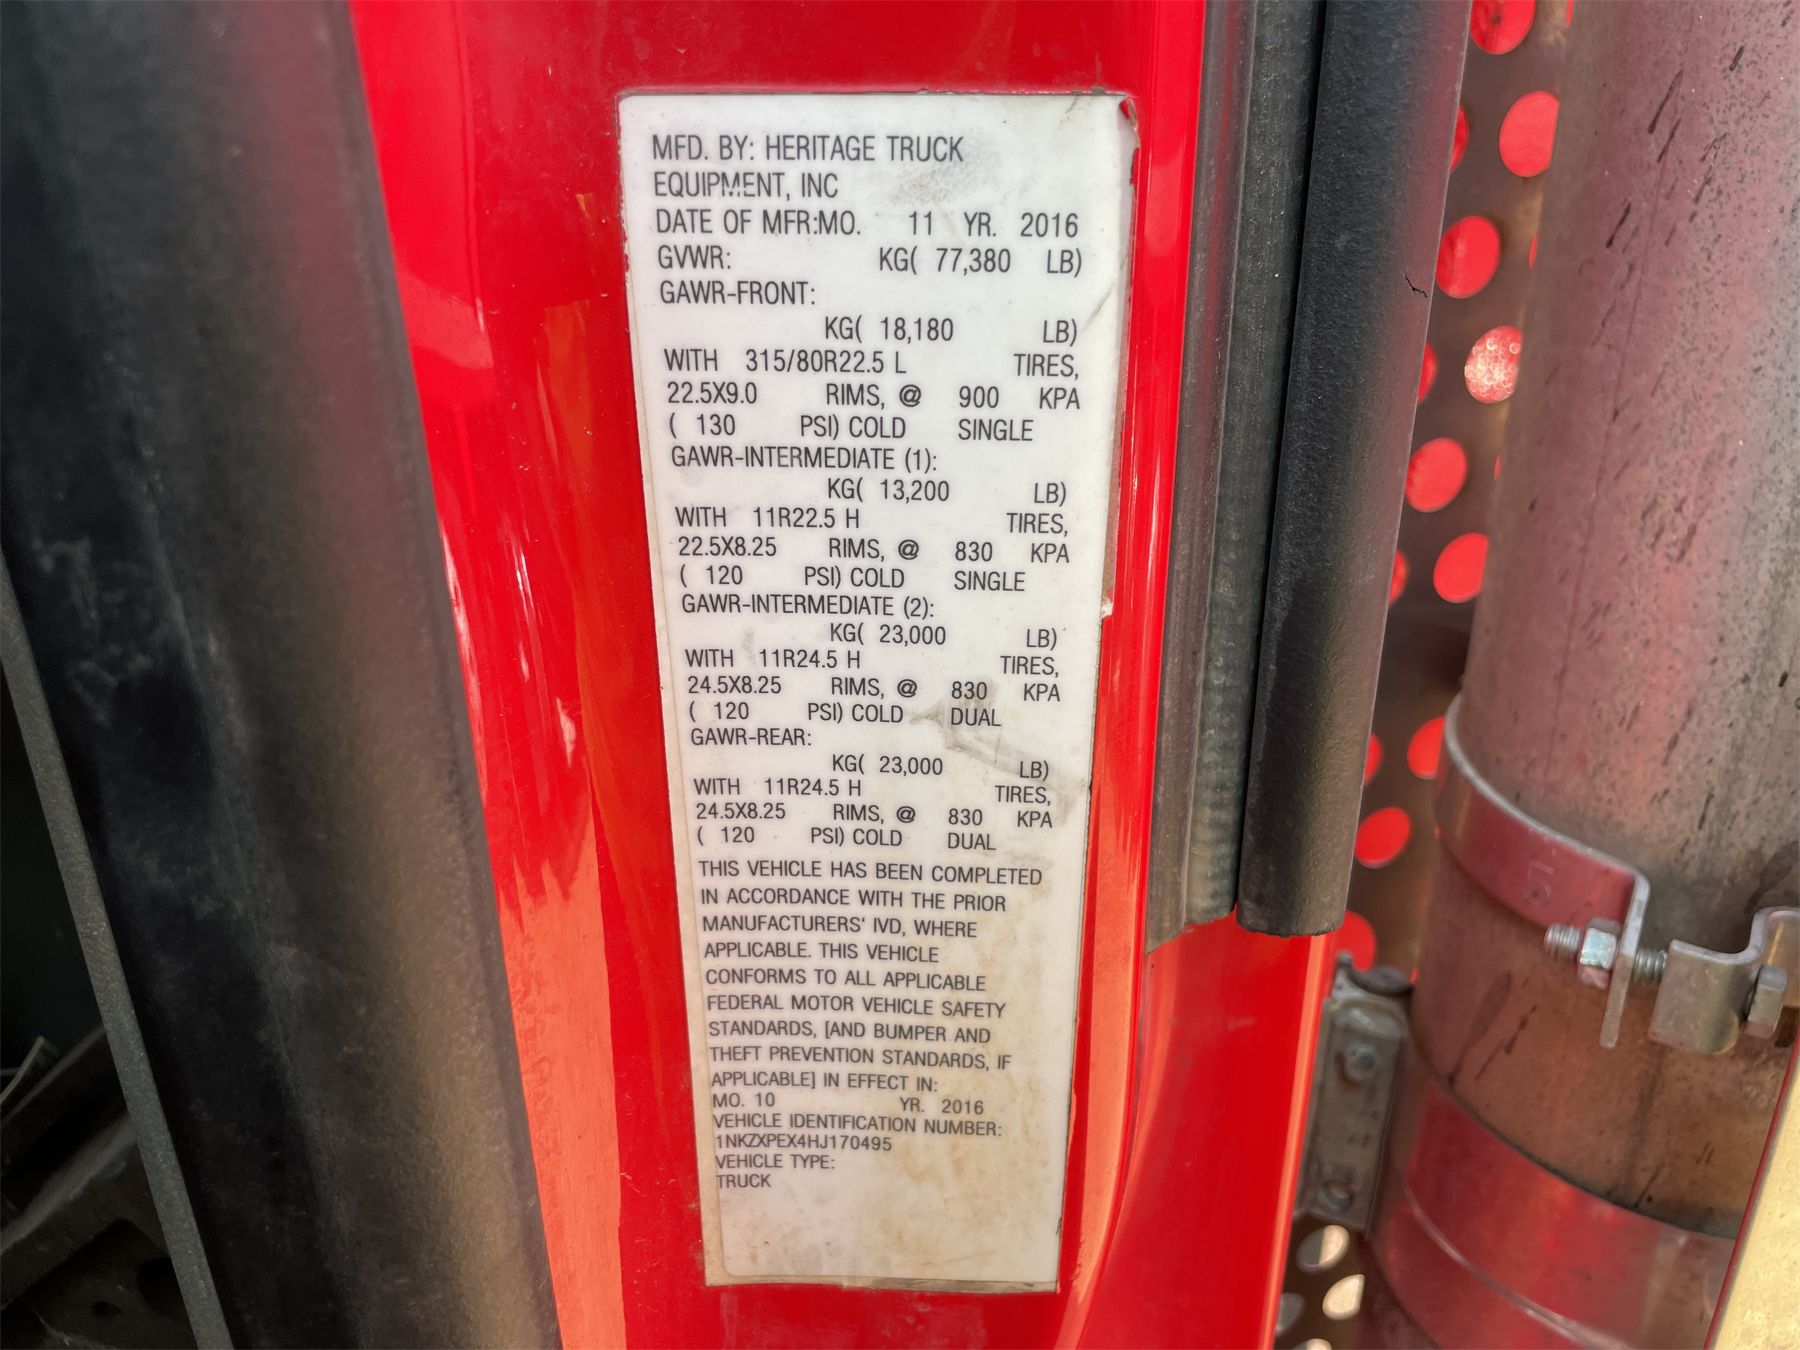 MFD. BY: HERITAGE TRUCK
EQUIPMENT, INC
DATE OF MFR:MO. 11 YR. 2016
GVWR: KG( 77,380 LB)
GAWR-FRONT:
KG( 18,180 LB)
WITH 315/80R22.5 L TIRES,
22.5X9.0 RIMS, @ 900 KPA
( 130 PSI) COLD SINGLE
GAWR-INTERMEDIATE (1):
KG( 13,200 LB)
WITH 11R22.5 H TIRES,
22.5X8.25 RIMS, @ 830 KPA
( 120 PSI) COLD SINGLE
GAWR-INTERMEDIATE (2):
KG( 23,000 LB)
WITH 11R24.5 H TIRES,
24.5X8.25 RIMS, @ 830 KPA
( 120 PSI) COLD DUAL
GAWR-REAR:
KG( 23,000 LB)
WITH 11R24.5 H TIRES,
24.5X8.25 RIMS, @ 830 KPA
( 120 PSI) COLD DUAL
THIS VEHICLE HAS BEEN COMPLETED
IN ACCORDANCE WITH THE PRIOR
MANUFACTURERS' IVD, WHERE
APPLICABLE. THIS VEHICLE
CONFORMS TO ALL APPLICABLE
FEDERAL MOTOR VEHICLE SAFETY
STANDARDS, [AND BUMPER AND
THEFT PREVENTION STANDARDS, IF
APPLICABLE] IN EFFECT IN:
MO. 10 YR. 2016
VEHICLE IDENTIFICATION NUMBER:
1NKZXPEX4HJ170495
VEHICLE TYPE:
TRUCK